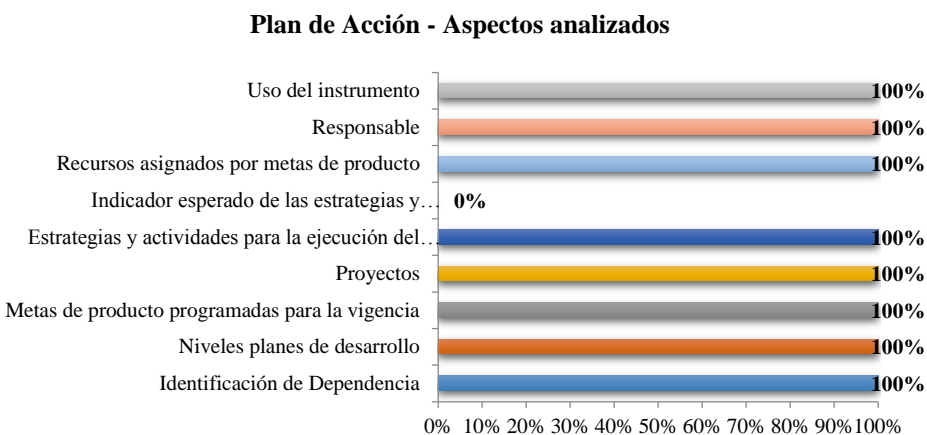 Plan de Acción - Aspectos analizados
Uso del instrumento 100%
Responsable 100%
Recursos asignados por metas de producto 100%
Indicador esperado de las estrategias y… 0%
Estrategias y actividades para la ejecución del… 100%
Proyectos 100%
Metas de producto programadas para la vigencia 100%
Niveles planes de desarrollo 100%
Identificación de Dependencia 100%
0% 10% 20% 30% 40% 50% 60% 70% 80% 90%100%